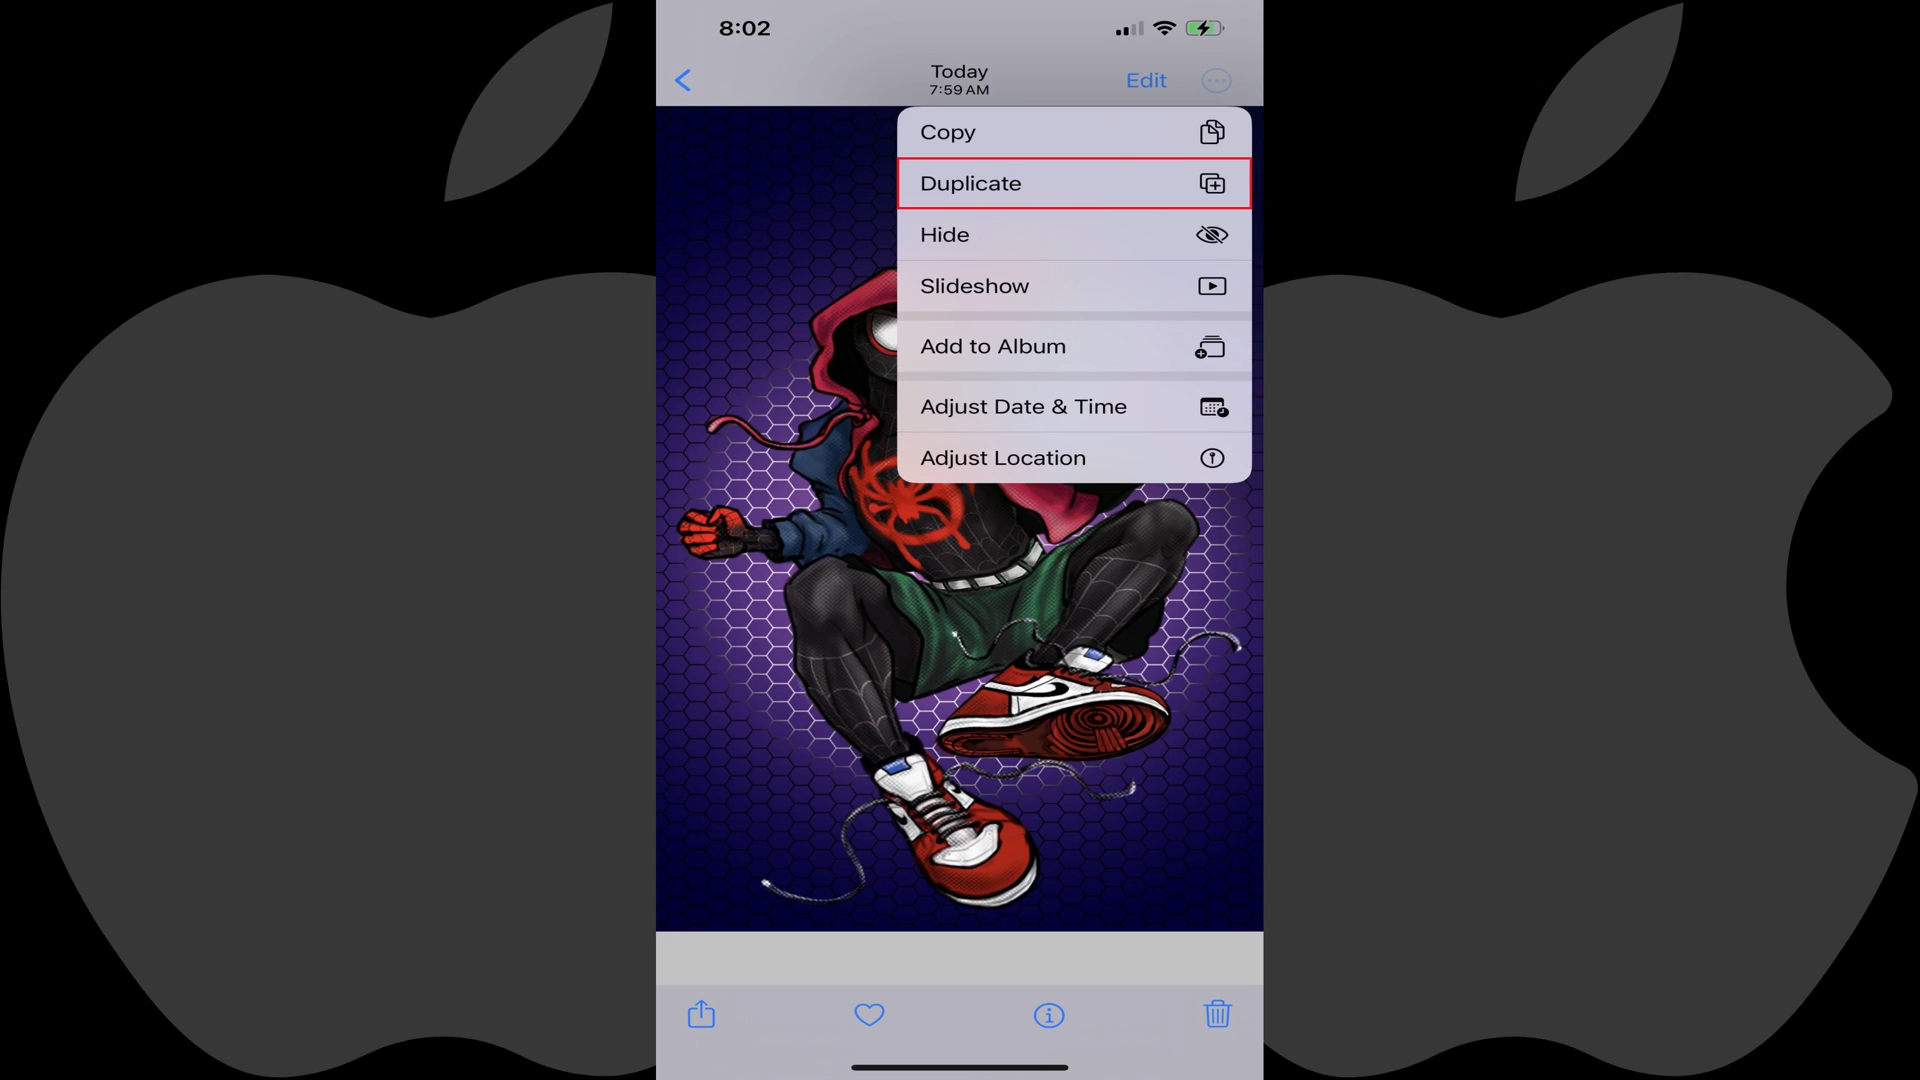 8:02
Today
7:59 AM
Edit
Copy
Duplicate
Hide
Slideshow
Add to Album
Adjust Date & Time
Adjust Location